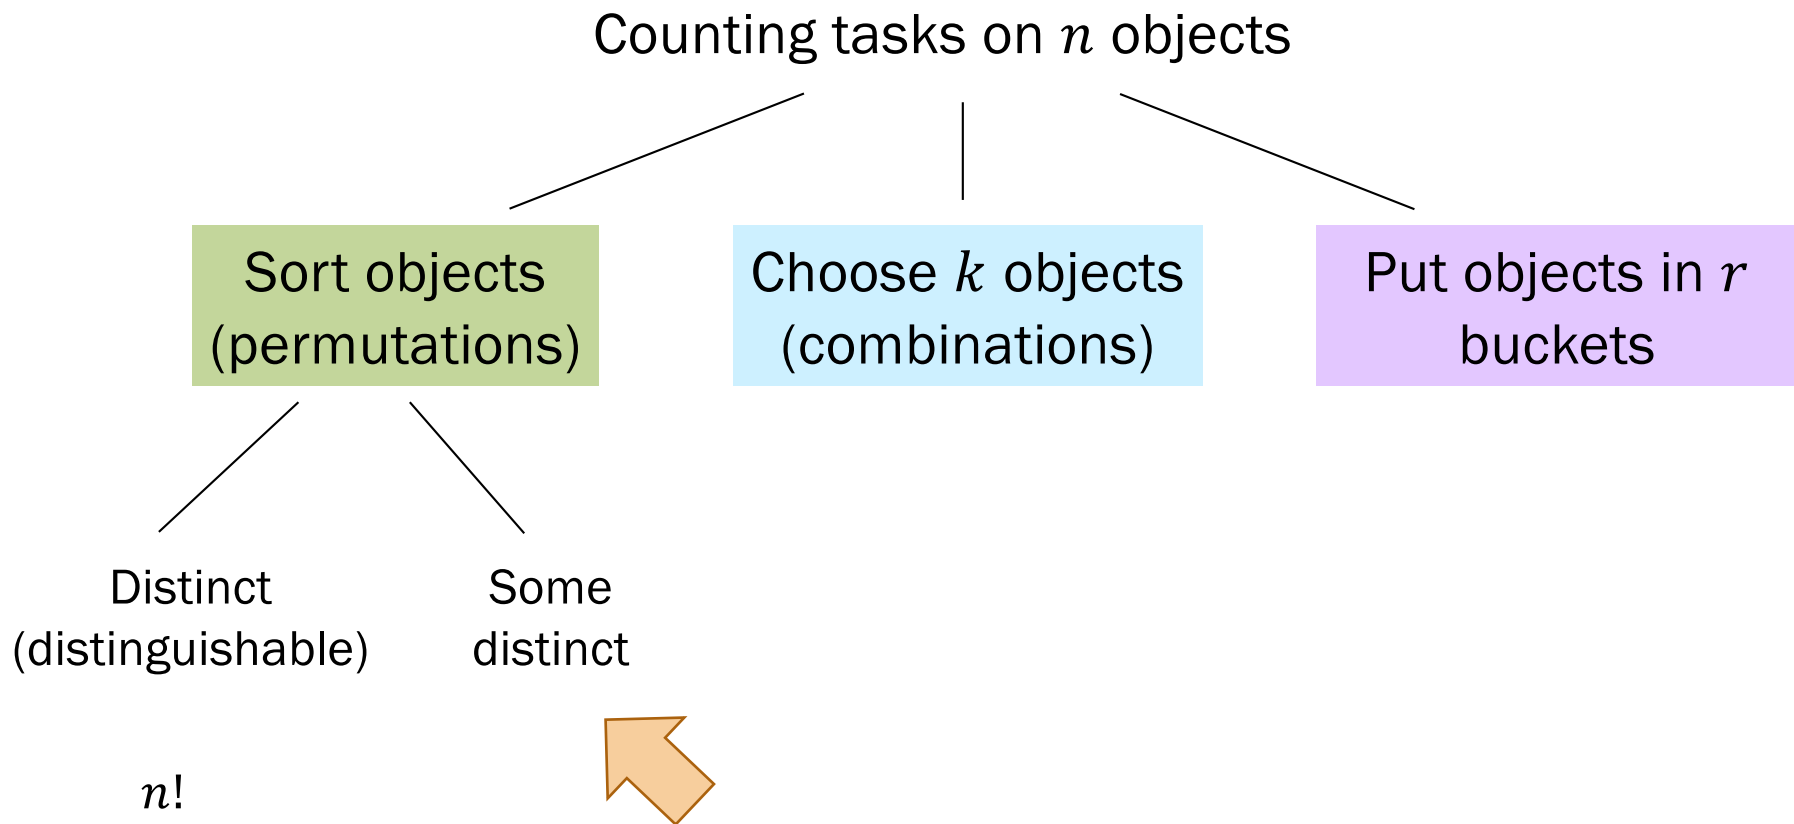 Counting tasks on n objects
Sort objects
(permutations)
Choose k objects
(combinations)
Put objects in r
buckets
Distinct
(distinguishable)
Some
distinct
n!